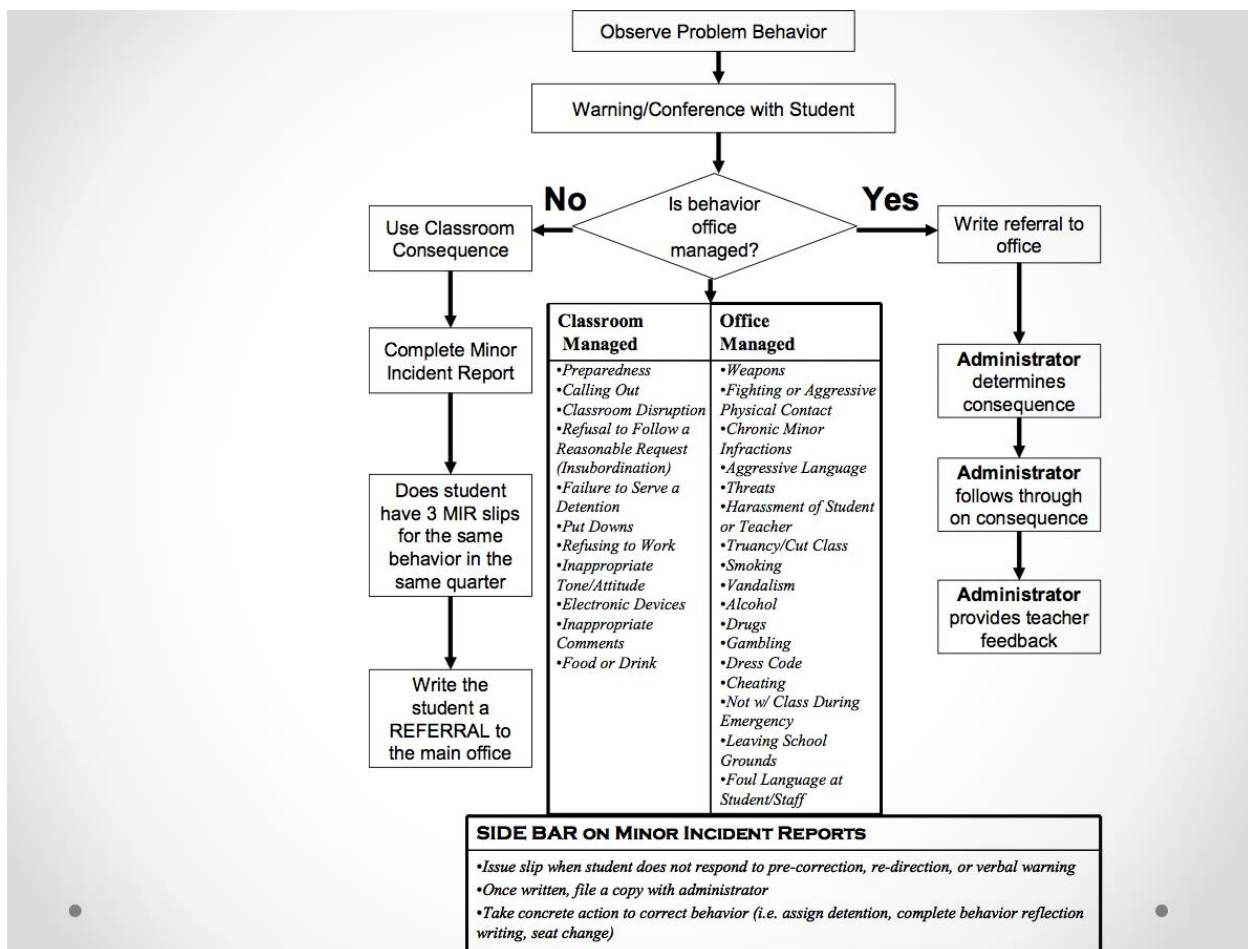 Observe Problem Behavior
Warning/Conference with Student
No
Is behavior
office
managed?
Yes
Use Classroom
Consequence
Write referral to
office
Complete Minor
Incident Report
Does student
have 3 MIR slips
for the same
behavior in the
same quarter
Write the
student a
REFERRAL to
the main office
Classroom
Managed
•Preparedness
•Calling Out
•Classroom Disruption
•Refusal to Follow a
Reasonable Request
(Insubordination)
•Failure to Serve a
Detention
•Put Downs
•Refusing to Work
•Inappropriate
Tone/Attitude
•Electronic Devices
•Inappropriate
Comments
•Food or Drink
Office
Managed
•Weapons
•Fighting or Aggressive
Physical Contact
•Chronic Minor
Infractions
•Aggressive Language
•Threats
•Harassment of Student
or Teacher
•Truancy/Cut Class
•Smoking
•Vandalism
•Alcohol
•Drugs
•Gambling
•Dress Code
•Cheating
•Not w/ Class During
Emergency
•Leaving School
Grounds
•Foul Language at
Student/Staff
Administrator
determines
consequence
Administrator
follows through
on consequence
Administrator
provides teacher
feedback
SIDE BAR ON MINOR INCIDENT REPORTS
•Issue slip when student does not respond to pre-correction, re-direction, or verbal warning
•Once written, file a copy with administrator
•Take concrete action to correct behavior (i.e. assign detention, complete behavior reflection
writing, seat change)